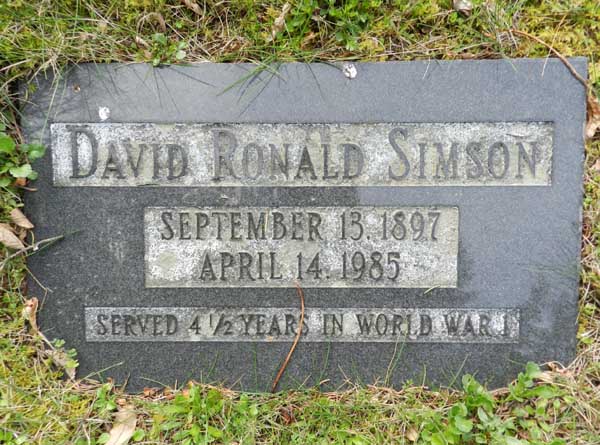 DAVID RONALD SIMSON
SEPTEMBER 13, 1897
APRIL 14, 1985
SERVED 4 ½ YEARS IN WORLD WAR I